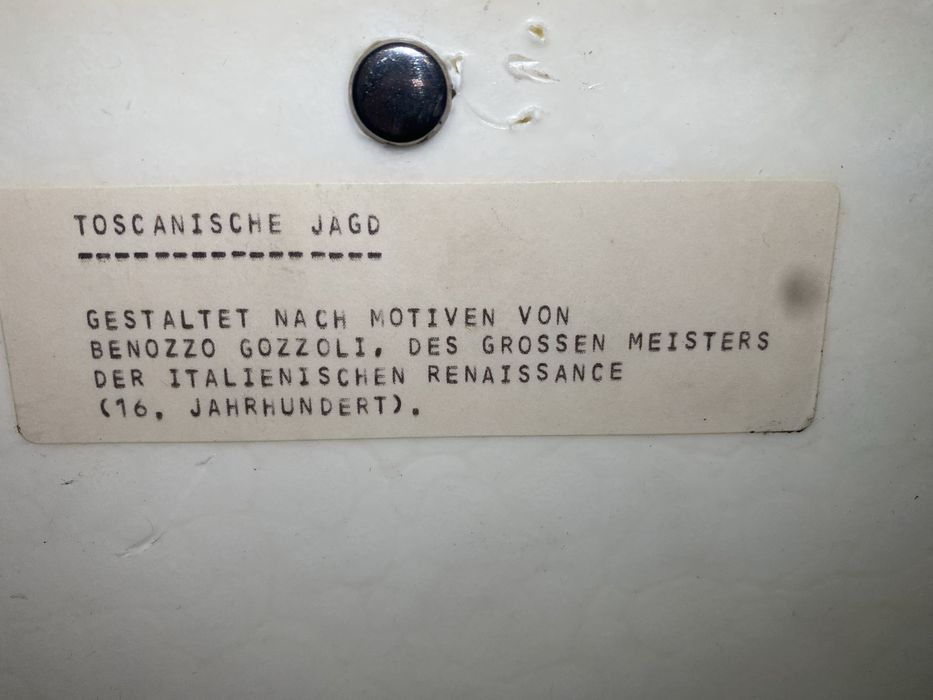 TOSCANISCHE JAGD
-----------------
GESTALTET NACH MOTIVEN VON
BENOZZO GOZZOLI, DES GROSSEN MEISTERS
DER ITALIENISCHEN RENAISSANCE
(16. JAHRHUNDERT).